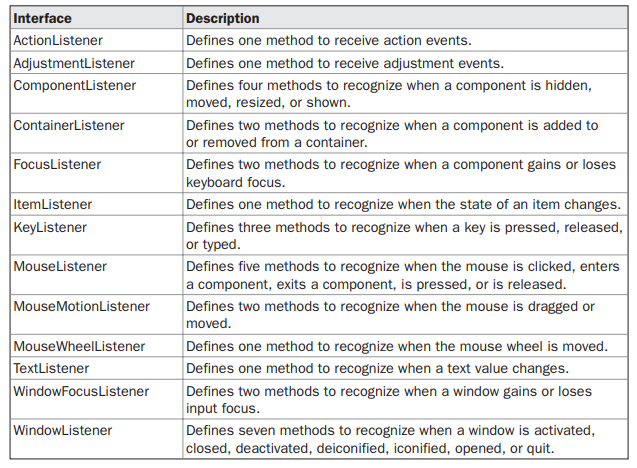 Interface Description
ActionListener Defines one method to receive action events.
AdjustmentListener Defines one method to receive adjustment events.
ComponentListener Defines four methods to recognize when a component is hidden,
moved, resized, or shown.
ContainerListener Defines two methods to recognize when a component is added to
or removed from a container.
FocusListener Defines two methods to recognize when a component gains or loses
keyboard focus.
ItemListener Defines one method to recognize when the state of an item changes.
KeyListener Defines three methods to recognize when a key is pressed, released,
or typed.
MouseListener Defines five methods to recognize when the mouse is clicked, enters
a component, exits a component, is pressed, or is released.
MouseMotionListener Defines two methods to recognize when the mouse is dragged or
moved.
MouseWheelListener Defines one method to recognize when the mouse wheel is moved.
TextListener Defines one method to recognize when a text value changes.
WindowFocusListener Defines two methods to recognize when a window gains or loses
input focus.
WindowListener Defines seven methods to recognize when a window is activated,
closed, deactivated, deiconified, iconified, opened, or quit.